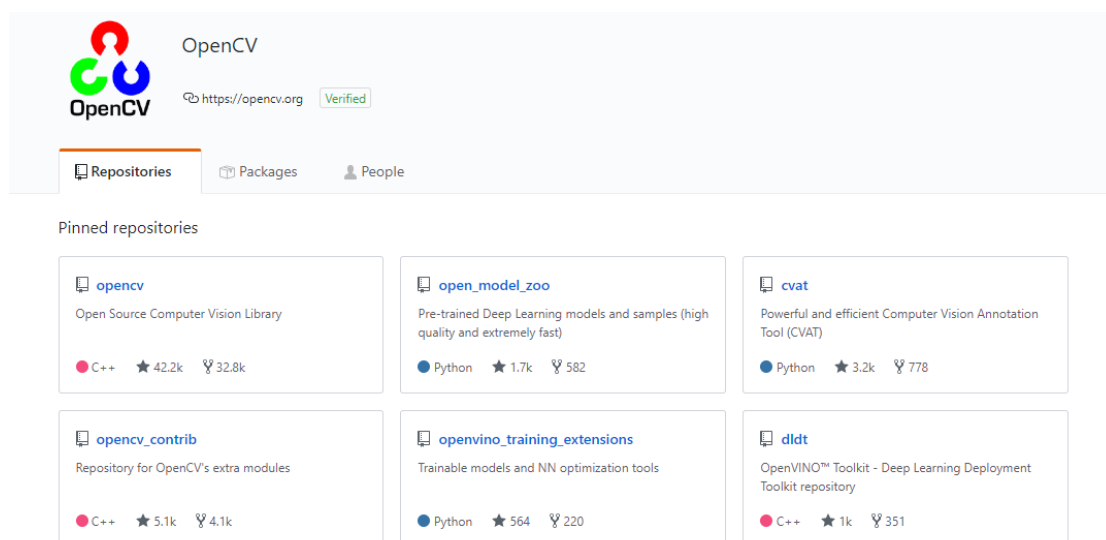 OpenCV
OpenCV
https://opencv.org Verified
Repositories Packages People
Pinned repositories
opencv
Open Source Computer Vision Library
C++ 42.2k 32.8k
open_model_zoo
Pre-trained Deep Learning models and samples (high
quality and extremely fast)
Python 1.7k 582
cvat
Powerful and efficient Computer Vision Annotation
Tool (CVAT)
Python 3.2k 778
opencv_contrib
Repository for OpenCV's extra modules
C++ 5.1k 4.1k
openvino_training_extensions
Trainable models and NN optimization tools
Python 564 220
dldt
OpenVINO™ Toolkit - Deep Learning Deployment
Toolkit repository
C++ 1k 351